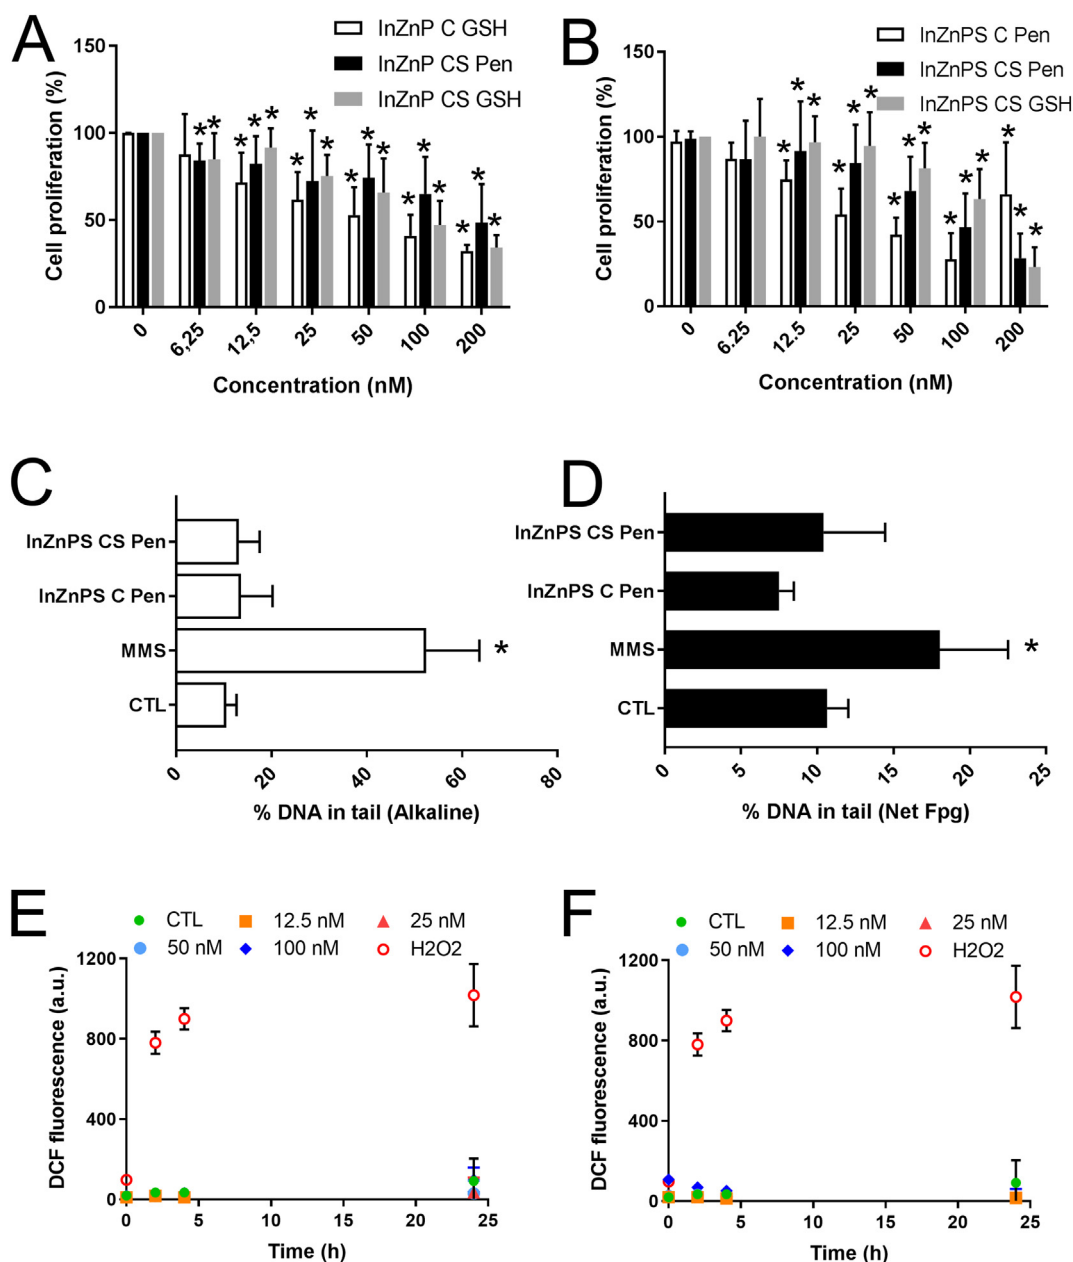 A
InZnP C GSH
InZnP CS Pen
InZnP CS GSH
Cell proliferation (%)
150
100
50
0
* * * * * * * * * * * * * * * * *
0 6,25 12,5 25 50 100 200
Concentration (nM)
B
InZnPS C Pen
InZnPS CS Pen
InZnPS CS GSH
Cell proliferation (%)
150
100
50
0
* * * * * * * * * * * * * * *
0 6.25 12.5 25 50 100 200
Concentration (nM)
C
InZnPS CS Pen
InZnPS C Pen
MMS
*
CTL
0 20 40 60 80
% DNA in tail (Alkaline)
D
InZnPS CS Pen
InZnPS C Pen
MMS
*
CTL
0 5 10 15 20 25
% DNA in tail (Net Fpg)
E
CTL 12.5 nM 25 nM
50 nM 100 nM H2O2
DCF fluorescence (a.u.)
1200
800
400
0
0 5 10 15 20 25
Time (h)
F
CTL 12.5 nM 25 nM
50 nM 100 nM H2O2
DCF fluorescence (a.u.)
1200
800
400
0
0 5 10 15 20 25
Time (h)